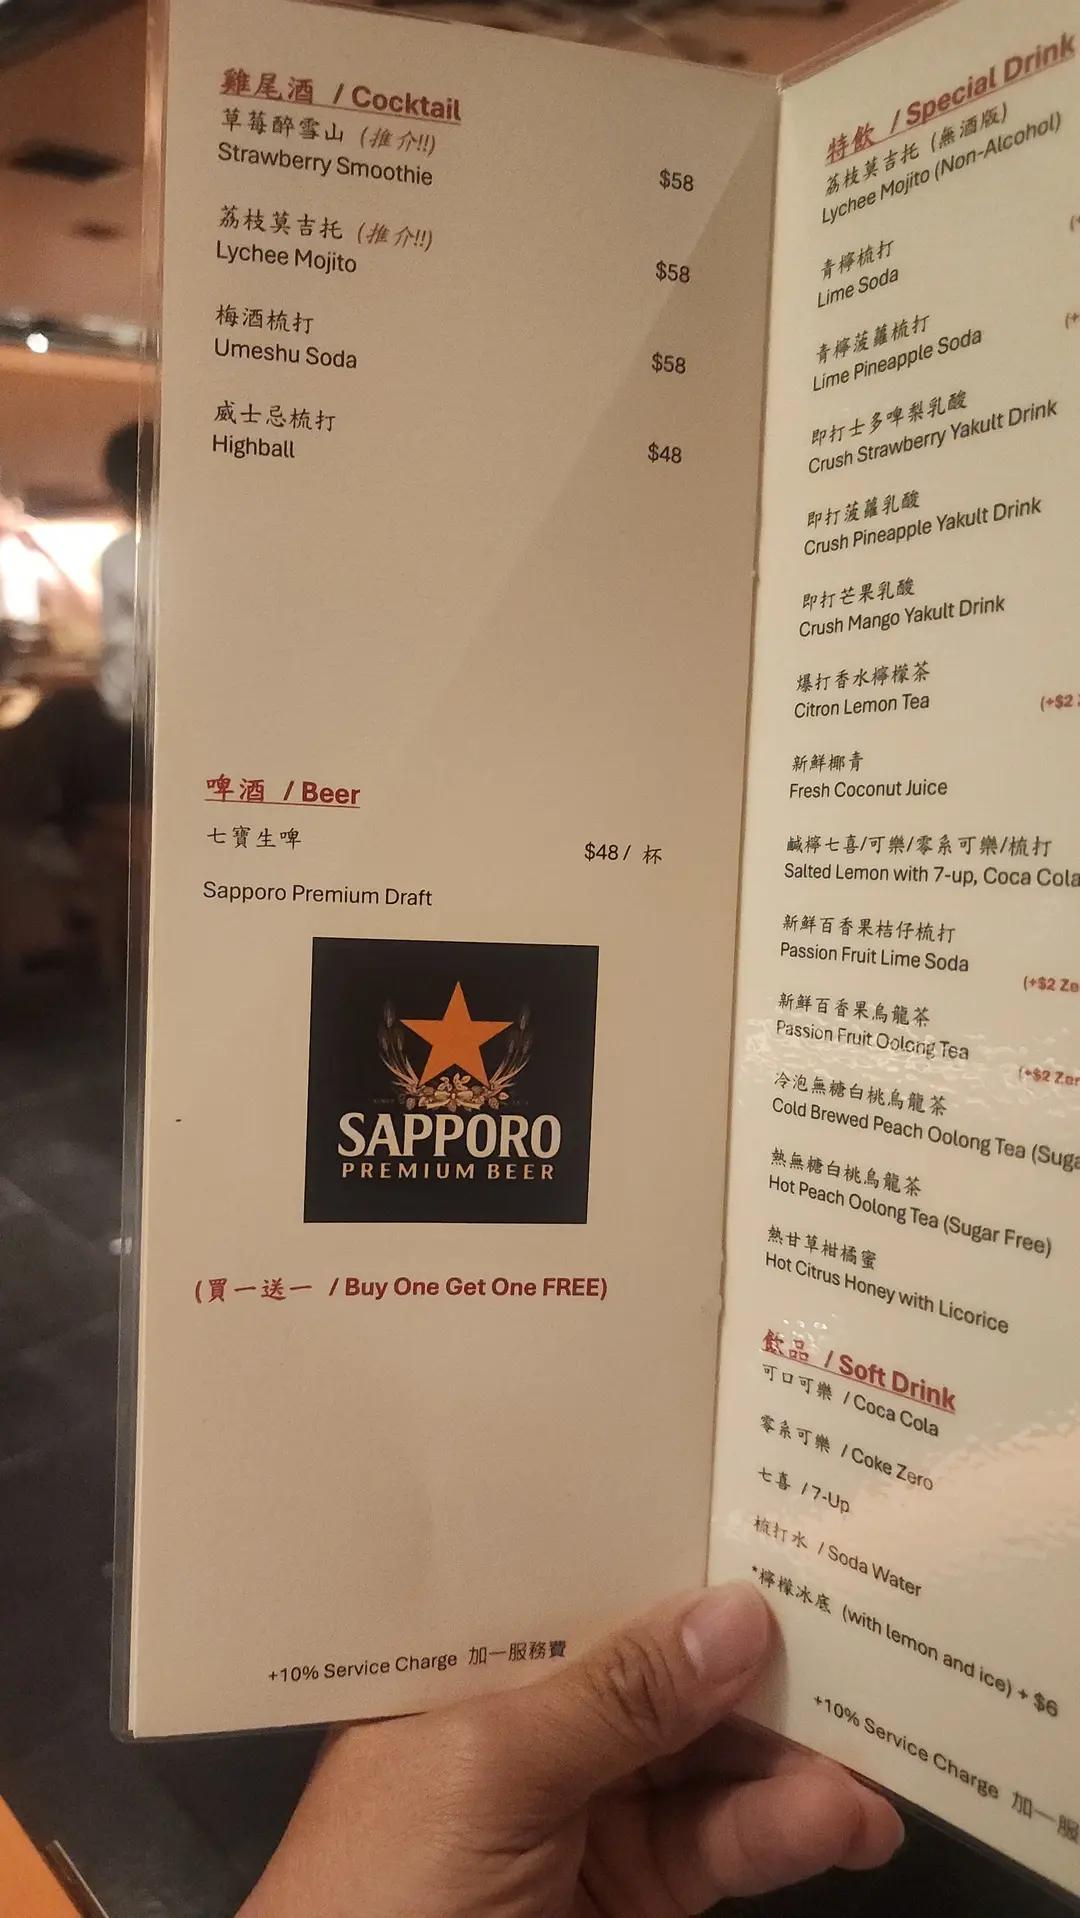 雞尾酒 / Cocktail
草莓醉雪山 (推介!!)
Strawberry Smoothie
$58
荔枝莫吉托 (推介!!)
Lychee Mojito
$58
梅酒梳打
Umeshu Soda
$58
威士忌梳打
Highball
$48
啤酒 / Beer
七寶生啤
$48 / 杯
Sapporo Premium Draft
SAPPORO
PREMIUM BEER
(買一送一 / Buy One Get One FREE)
+10% Service Charge 加一服務費
特飲 / Special Drink
荔枝莫吉托 (無酒版)
Lychee Mojito (Non-Alcohol)
青檸梳打
Lime Soda
青檸菠蘿梳打
(+
Lime Pineapple Soda
即打士多啤梨乳酸
Crush Strawberry Yakult Drink
即打菠蘿乳酸
Crush Pineapple Yakult Drink
即打芒果乳酸
Crush Mango Yakult Drink
爆打香水檸檬茶
Citron Lemon Tea
(+$2
新鮮椰青
Fresh Coconut Juice
鹹檸七喜/可樂/零系可樂/梳打
Salted Lemon with 7-up, Coca Cola
新鮮百香果桔仔梳打
Passion Fruit Lime Soda
(+$2 Ze
新鮮百香果烏龍茶
Passion Fruit Oolong Tea
(+$2 Zer
冷泡無糖白桃烏龍茶
Cold Brewed Peach Oolong Tea (Suga
熱無糖白桃烏龍茶
Hot Peach Oolong Tea (Sugar Free)
熱甘草柑橘蜜
Hot Citrus Honey with Licorice
飲品 / Soft Drink
可口可樂 / Coca Cola
零系可樂 / Coke Zero
七喜 / 7-Up
梳打水 / Soda Water
*檸檬冰底 (with lemon and ice) + $6
+10% Service Charge 加一服